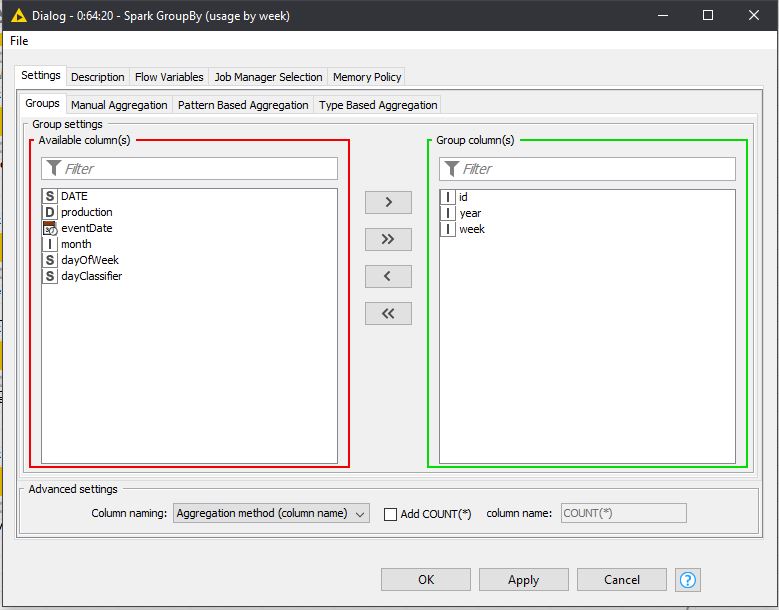 Dialog - 0:64:20 - Spark GroupBy (usage by week)
File
Settings Description Flow Variables Job Manager Selection Memory Policy
Groups Manual Aggregation Pattern Based Aggregation Type Based Aggregation
Group settings
Available column(s)
Filter
S DATE
D production
eventDate
I month
S dayOfWeek
S dayClassifier
>
>>
<
<<
Group column(s)
Filter
I id
I year
I week
Advanced settings
Column naming: Aggregation method (column name) Add COUNT(*) column name: COUNT(*)
OK Apply Cancel ?